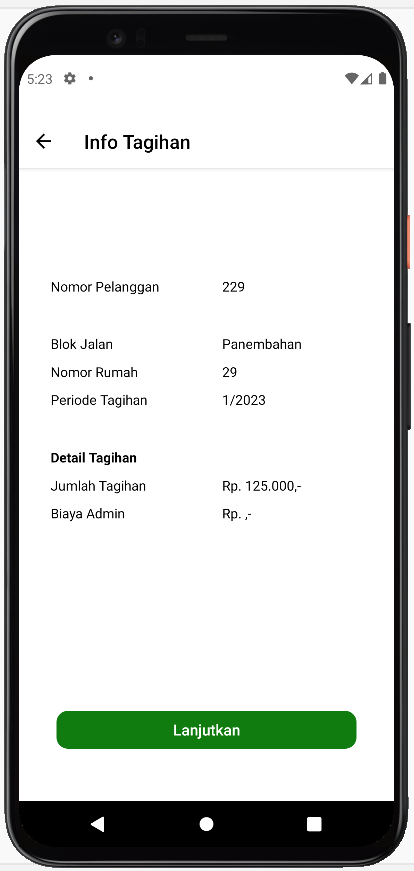 5:23
Info Tagihan
Nomor Pelanggan 229
Blok Jalan Panembahan
Nomor Rumah 29
Periode Tagihan 1/2023
Detail Tagihan
Jumlah Tagihan Rp. 125.000,-
Biaya Admin Rp. ,-
Lanjutkan